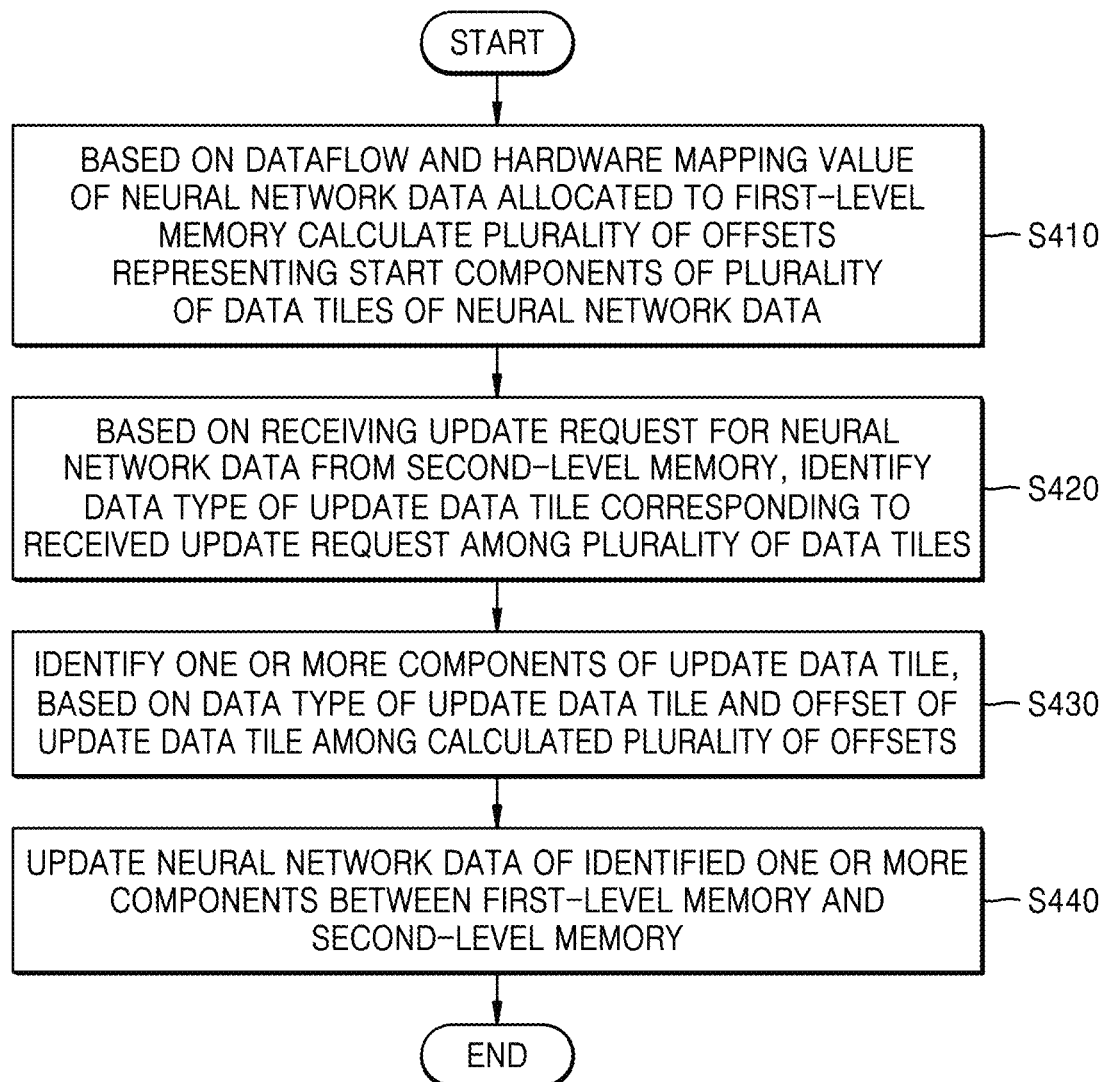 START
BASED ON DATAFLOW AND HARDWARE MAPPING VALUE
OF NEURAL NETWORK DATA ALLOCATED TO FIRST-LEVEL
MEMORY CALCULATE PLURALITY OF OFFSETS
REPRESENTING START COMPONENTS OF PLURALITY
OF DATA TILES OF NEURAL NETWORK DATA
S410
BASED ON RECEIVING UPDATE REQUEST FOR NEURAL
NETWORK DATA FROM SECOND-LEVEL MEMORY, IDENTIFY
DATA TYPE OF UPDATE DATA TILE CORRESPONDING TO
RECEIVED UPDATE REQUEST AMONG PLURALITY OF DATA TILES
S420
IDENTIFY ONE OR MORE COMPONENTS OF UPDATE DATA TILE,
BASED ON DATA TYPE OF UPDATE DATA TILE AND OFFSET OF
UPDATE DATA TILE AMONG CALCULATED PLURALITY OF OFFSETS
S430
UPDATE NEURAL NETWORK DATA OF IDENTIFIED ONE OR MORE
COMPONENTS BETWEEN FIRST-LEVEL MEMORY AND
SECOND-LEVEL MEMORY
S440
END